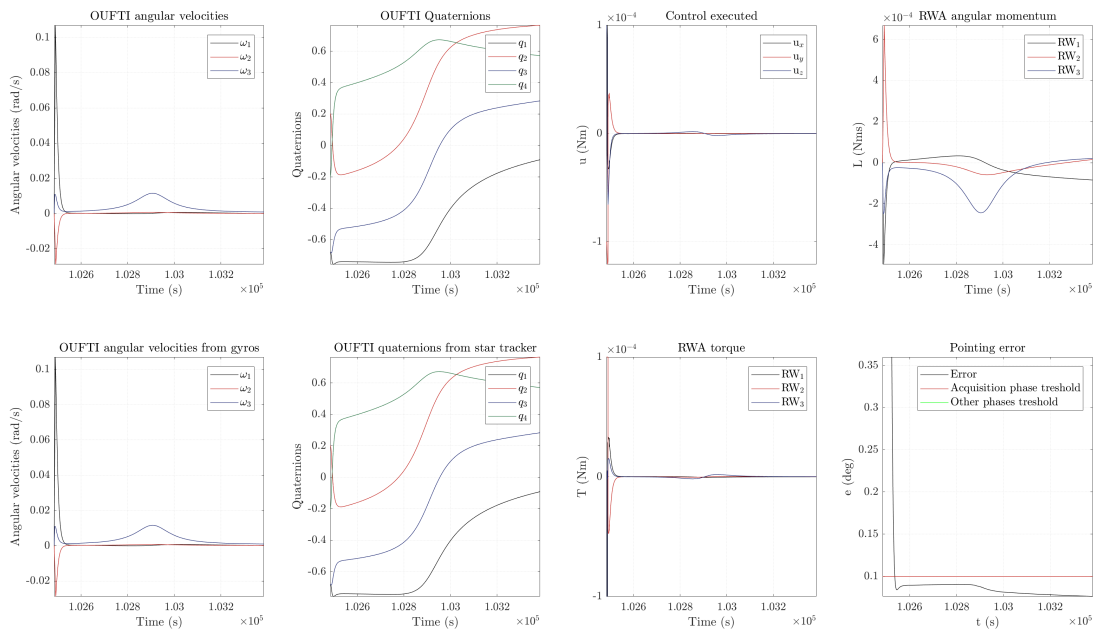 OUFTI angular velocities
Angular velocities (rad/s)
0.1
0.08
0.06
0.04
0.02
0
-0.02
ω1
ω2
ω3
1.026
1.028
1.03
1.032
Time (s)
×10^5
OUFTI Quaternions
Quaternions
0.6
0.4
0.2
0
-0.2
-0.4
-0.6
q1
q2
q3
q4
1.026
1.028
1.03
1.032
Time (s)
×10^5
Control executed
×10^-4
u (Nm)
1
0
-1
ux
uy
uz
1.026
1.028
1.03
1.032
Time (s)
×10^5
RWA angular momentum
×10^-4
L (Nms)
6
4
2
0
-2
-4
RW1
RW2
RW3
1.026
1.028
1.03
1.032
Time (s)
×10^5
OUFTI angular velocities from gyros
Angular velocities (rad/s)
0.1
0.08
0.06
0.04
0.02
0
-0.02
ω1
ω2
ω3
1.026
1.028
1.03
1.032
Time (s)
×10^5
OUFTI quaternions from star tracker
Quaternions
0.6
0.4
0.2
0
-0.2
-0.4
-0.6
q1
q2
q3
q4
1.026
1.028
1.03
1.032
Time (s)
×10^5
RWA torque
×10^-4
T (Nm)
1
0
-1
RW1
RW2
RW3
1.026
1.028
1.03
1.032
Time (s)
×10^5
Pointing error
e (deg)
0.35
0.3
0.25
0.2
0.15
0.1
Error
Acquisition phase treshold
Other phases treshold
1.026
1.028
1.03
1.032
t (s)
×10^5